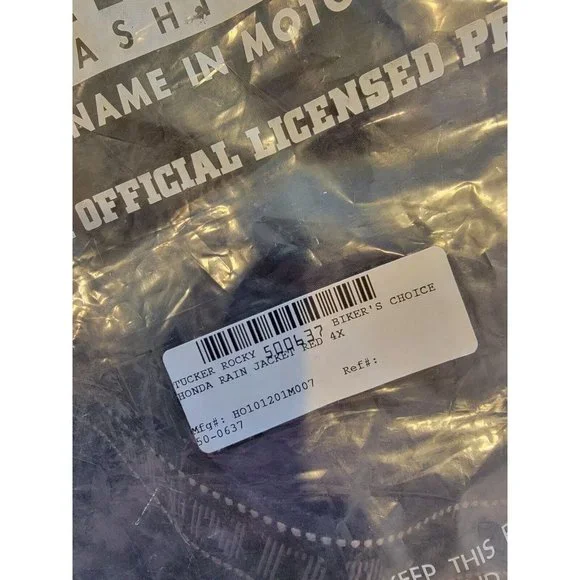 ASH
NAME IN MOTO
OFFICIAL LICENSED PR
500637
TUCKER ROCKY BIKER'S CHOICE
HONDA RAIN JACKET RED 4X
Mfg#: HO101201M007 Ref#:
50-0637
KEEP THIS